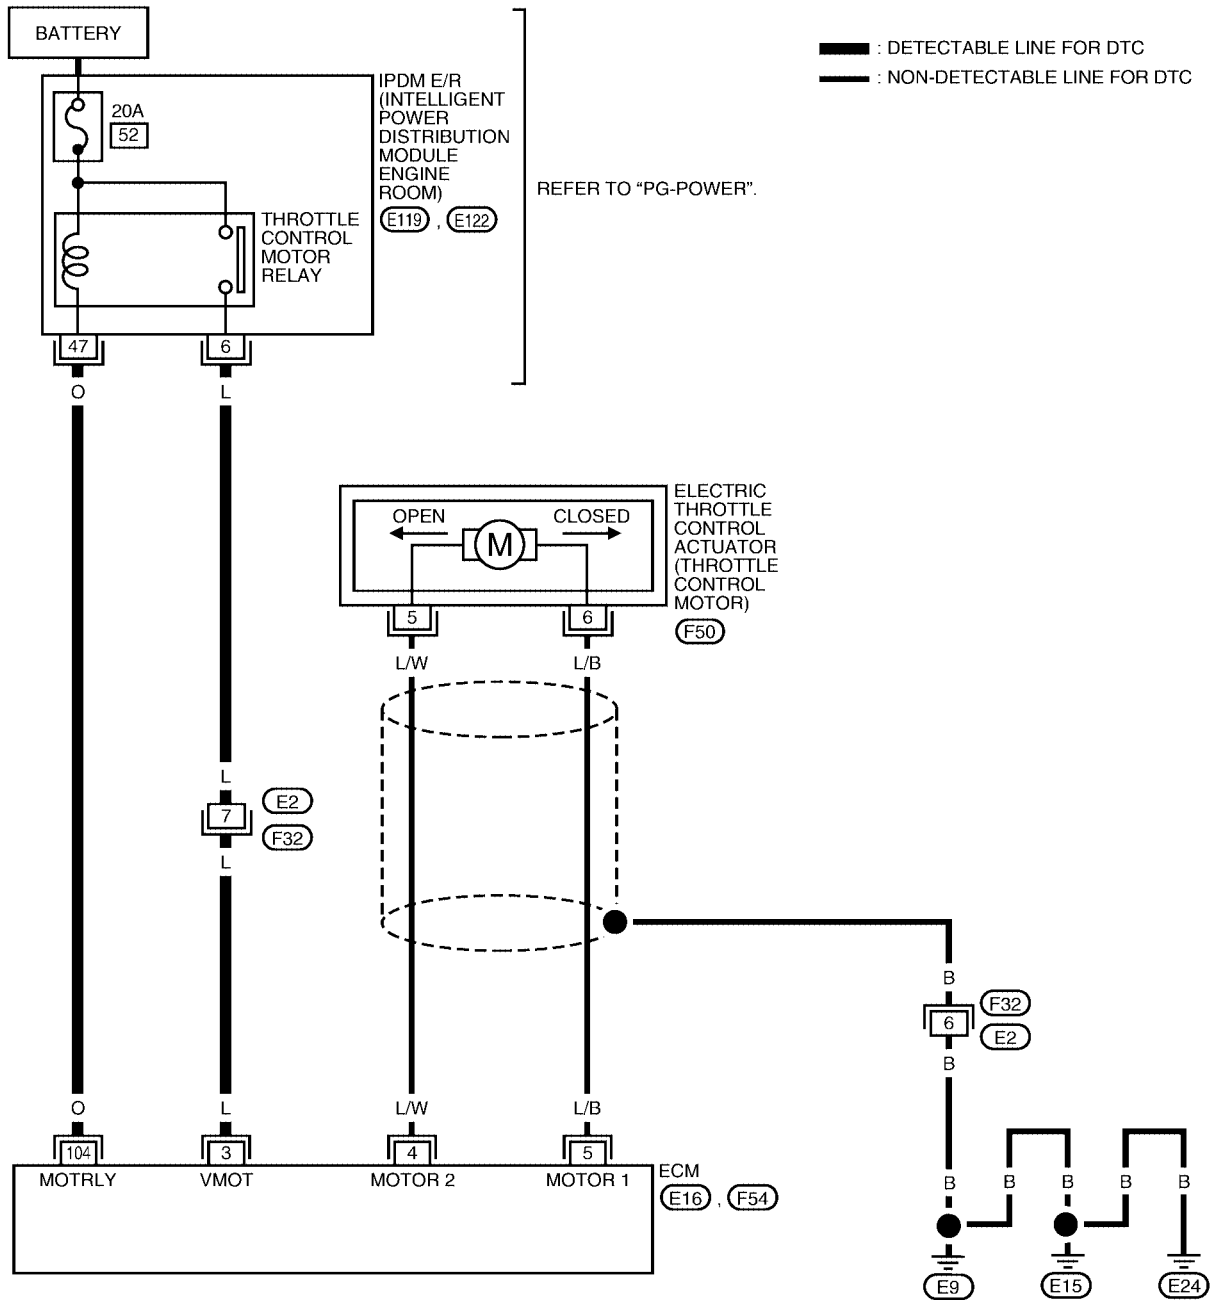 BATTERY
: DETECTABLE LINE FOR DTC
: NON-DETECTABLE LINE FOR DTC
20A
52
IPDM E/R
(INTELLIGENT
POWER
DISTRIBUTION
MODULE
ENGINE
ROOM)
E119 , E122
REFER TO “PG-POWER”.
THROTTLE
CONTROL
MOTOR
RELAY
47
6
O
L
OPEN
CLOSED
M
ELECTRIC
THROTTLE
CONTROL
ACTUATOR
(THROTTLE
CONTROL
MOTOR)
F50
5
6
L/W
L/B
L
7
E2
F32
L
B
6
F32
E2
B
O
L
L/W
L/B
104
3
4
5
MOTRLY
VMOT
MOTOR 2
MOTOR 1
ECM
E16 , F54
B
B
B
B
B
E9
E15
E24